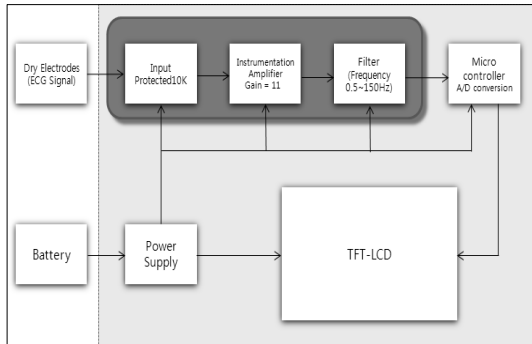 Dry Electrodes
(ECG Signal)
Input
Protected10K
Instrumentation
Amplifier
Gain = 11
Filter
(Frequency
0.5~150Hz)
Micro
controller
A/D conversion
Battery
Power
Supply
TFT-LCD